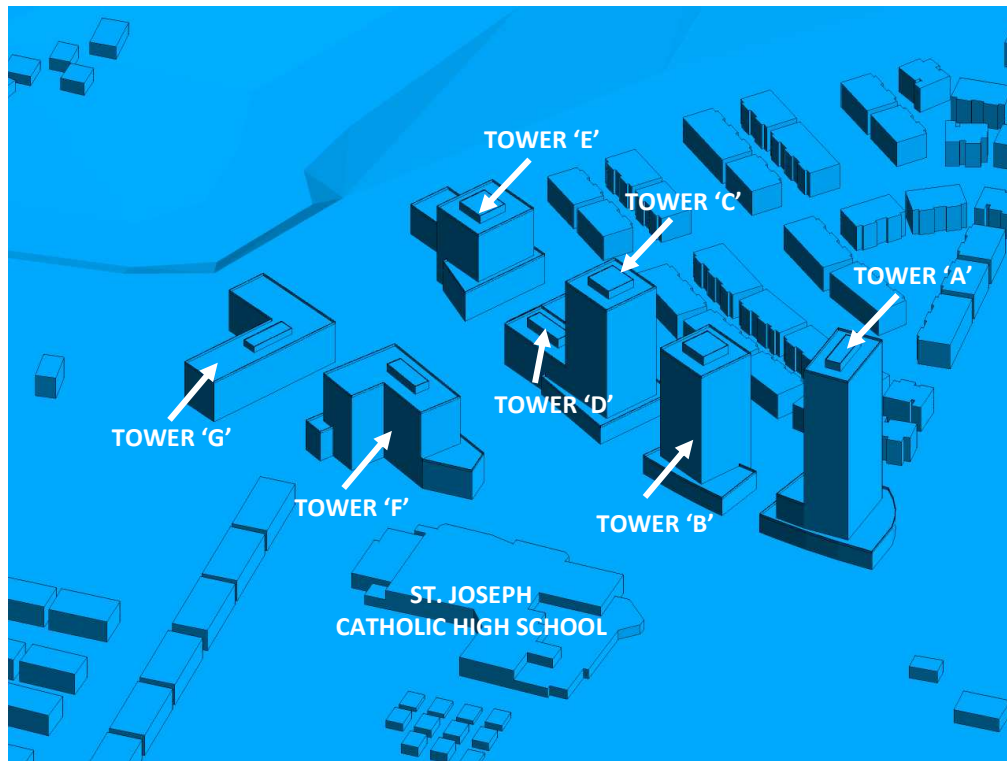 TOWER ‘E’
TOWER ‘C’
TOWER ‘A’
TOWER ‘D’
TOWER ‘G’
TOWER ‘F’
TOWER ‘B’
ST. JOSEPH
CATHOLIC HIGH SCHOOL